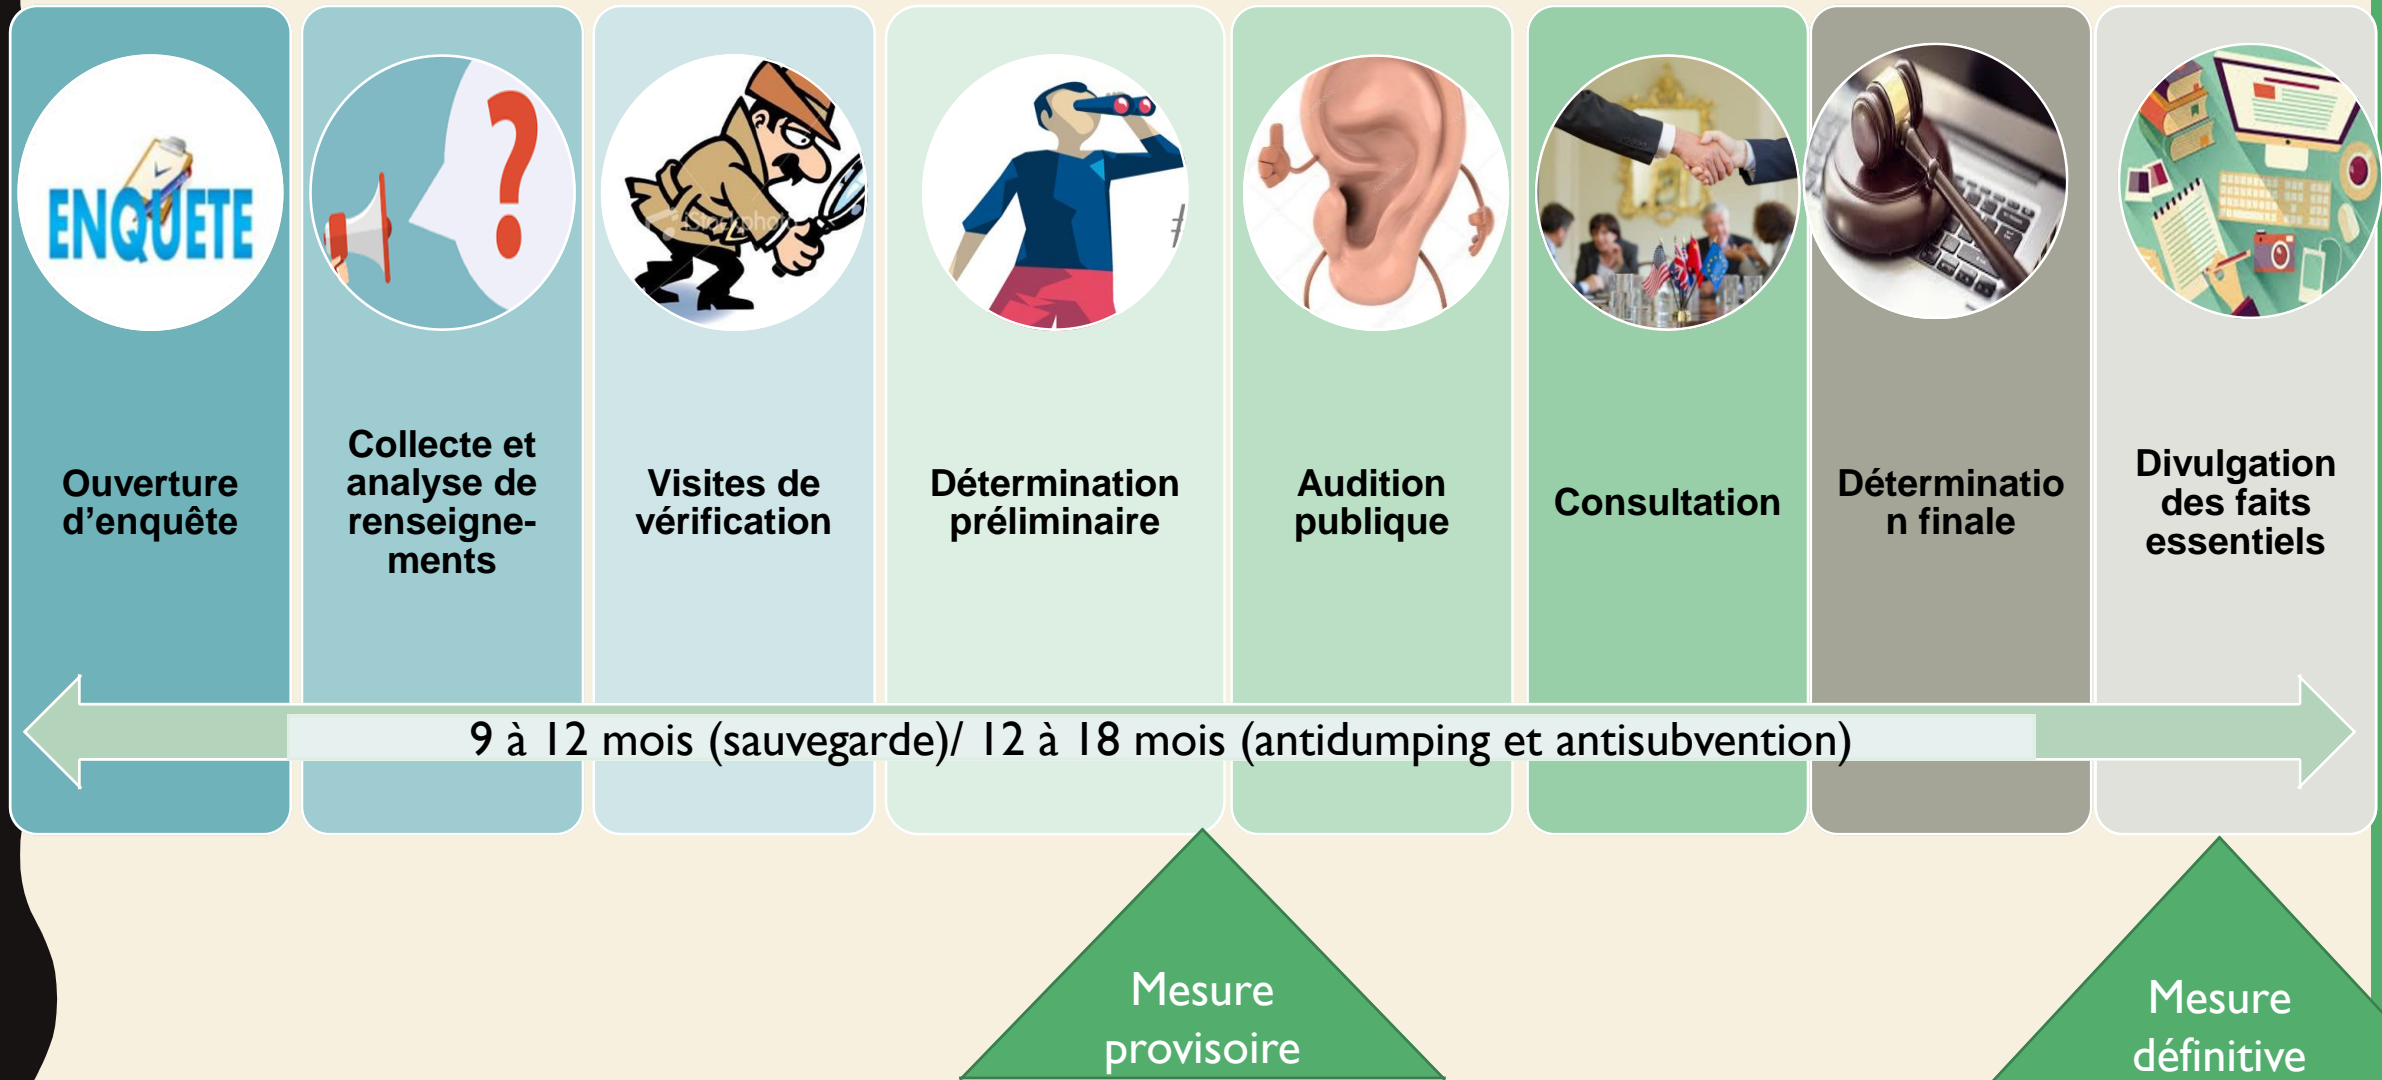 ENQUETE
Ouverture
d’enquête
?
Collecte et
analyse de
renseigne-
ments
iStockphoto
Visites de
vérification
Détermination
préliminaire
Audition
publique
Consultation
Déterminatio
n finale
Divulgation
des faits
essentiels
9 à 12 mois (sauvegarde)/ 12 à 18 mois (antidumping et antisubvention)
Mesure
provisoire
Mesure
définitive